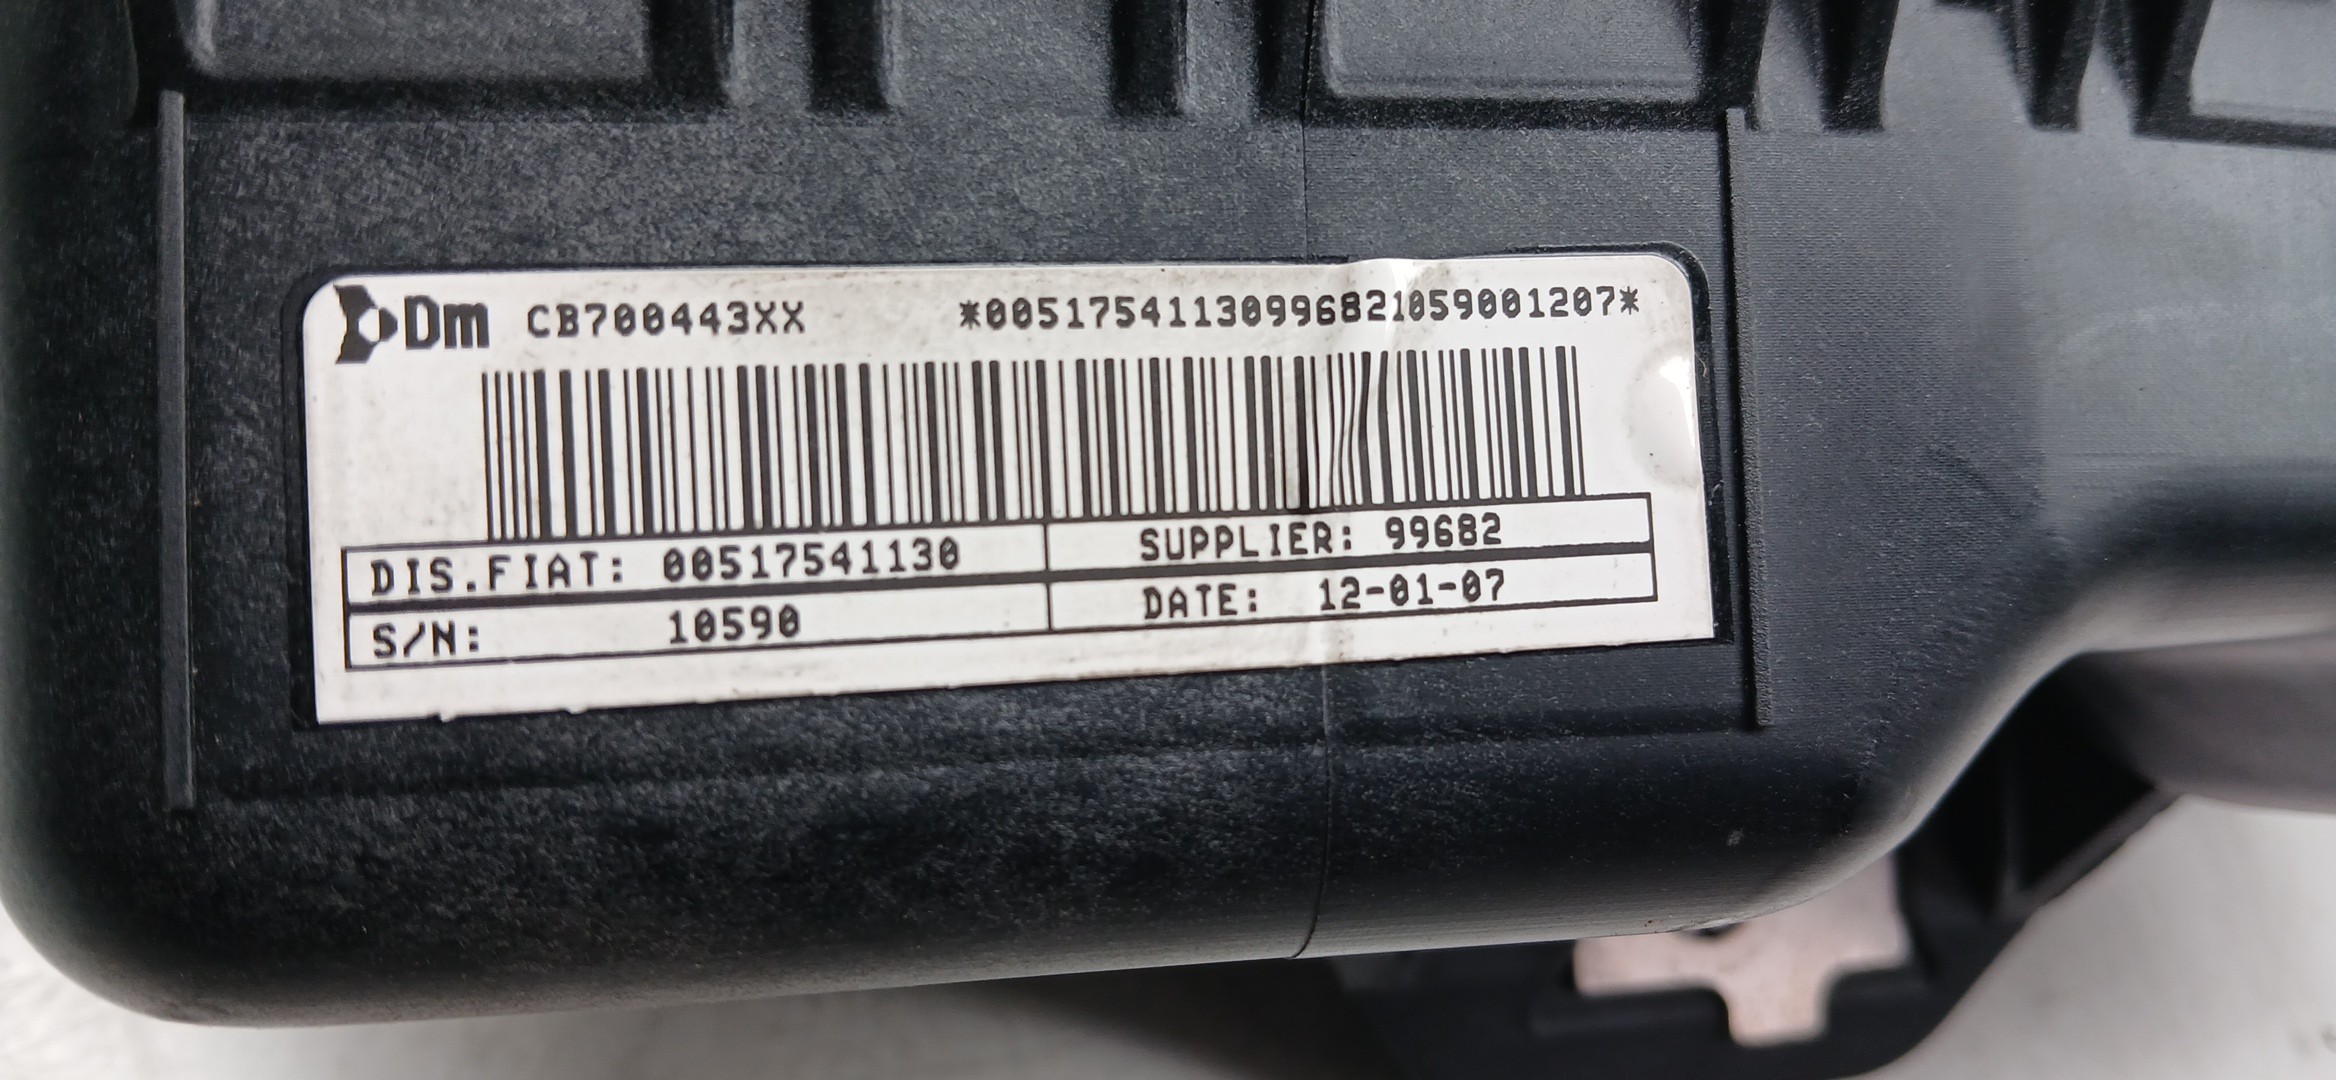 Dm CB700443XX *00517541130996821059001207*
DIS.FIAT: 00517541130 SUPPLIER: 99682
S/N: 10590 DATE: 12-01-07